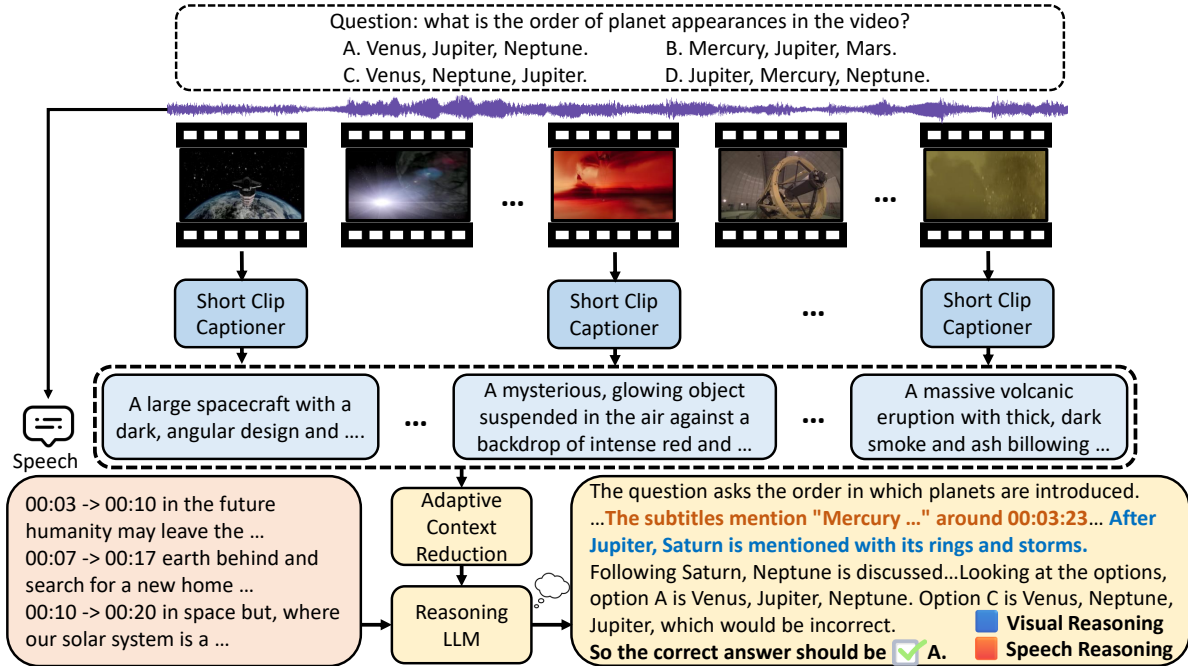 Question: what is the order of planet appearances in the video?
A. Venus, Jupiter, Neptune. B. Mercury, Jupiter, Mars.
C. Venus, Neptune, Jupiter. D. Jupiter, Mercury, Neptune.
...
...
Short Clip
Captioner
Short Clip
Captioner
...
Short Clip
Captioner
A large spacecraft with a
dark, angular design and ....
...
A mysterious, glowing object
suspended in the air against a
backdrop of intense red and ...
...
A massive volcanic
eruption with thick, dark
smoke and ash billowing ...
Speech
00:03 -> 00:10 in the future
humanity may leave the ...
00:07 -> 00:17 earth behind and
search for a new home ...
00:10 -> 00:20 in space but, where
our solar system is a ...
Adaptive
Context
Reduction
Reasoning
LLM
The question asks the order in which planets are introduced.
...The subtitles mention "Mercury ..." around 00:03:23... After
Jupiter, Saturn is mentioned with its rings and storms.
Following Saturn, Neptune is discussed...Looking at the options,
option A is Venus, Jupiter, Neptune. Option C is Venus, Neptune,
Jupiter, which would be incorrect.
So the correct answer should be A.
Visual Reasoning
Speech Reasoning